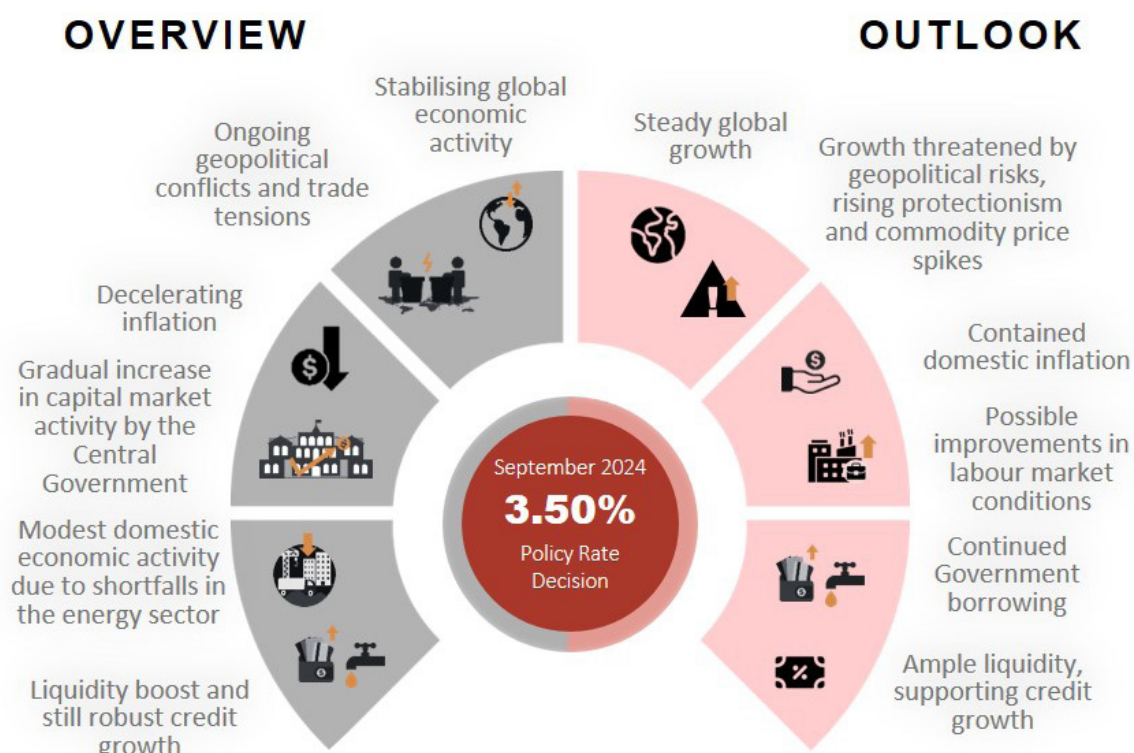 OVERVIEW
OUTLOOK
Stabilising global
economic
activity
Ongoing
geopolitical
conflicts and trade
tensions
Decelerating
inflation
Gradual increase
in capital market
activity by the
Central
Government
Modest domestic
economic activity
due to shortfalls in
the energy sector
Liquidity boost and
still robust credit
growth
September 2024
3.50%
Policy Rate
Decision
Steady global
growth
Growth threatened by
geopolitical risks,
rising protectionism
and commodity price
spikes
Contained
domestic inflation
Possible
improvements in
labour market
conditions
Continued
Government
borrowing
Ample liquidity,
supporting credit
growth